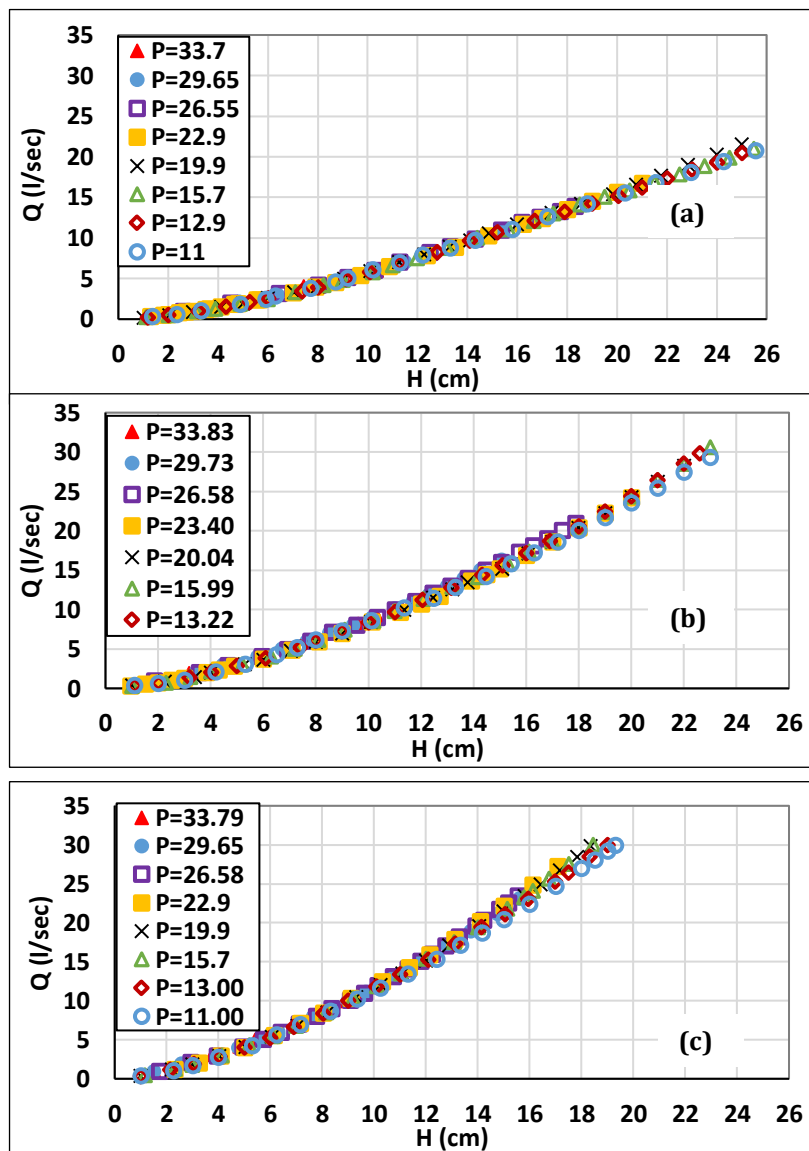 35
30
25
20
15
10
5
0
Q (l/sec)
P=33.7
P=29.65
P=26.55
P=22.9
P=19.9
P=15.7
P=12.9
P=11
(a)
0 2 4 6 8 10 12 14 16 18 20 22 24 26
H (cm)
35
30
25
20
15
10
5
0
Q (l/sec)
P=33.83
P=29.73
P=26.58
P=23.40
P=20.04
P=15.99
P=13.22
(b)
0 2 4 6 8 10 12 14 16 18 20 22 24 26
H (cm)
35
30
25
20
15
10
5
0
Q (l/sec)
P=33.79
P=29.65
P=26.58
P=22.9
P=19.9
P=15.7
P=13.00
P=11.00
(c)
0 2 4 6 8 10 12 14 16 18 20 22 24 26
H (cm)